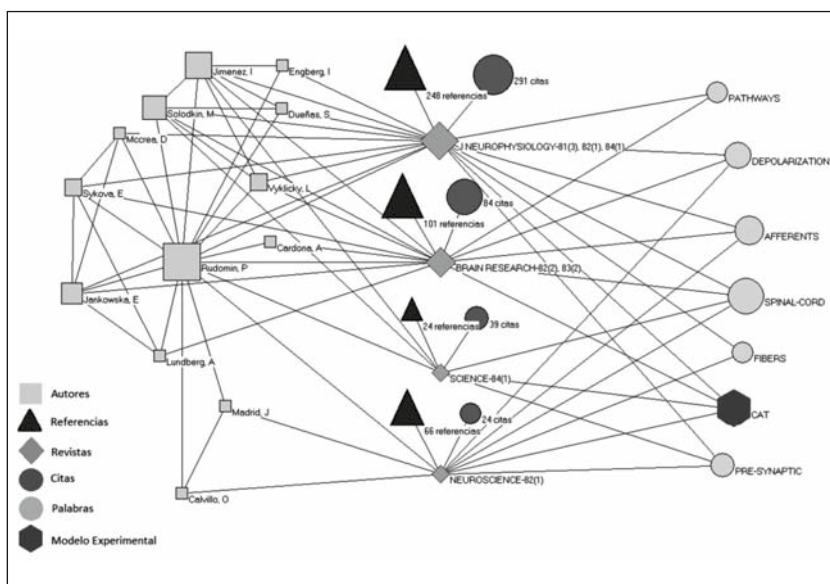 Jimenez, I
Engberg, I
Solodkin, M
Dueñas, S
Mccrea, D
Sykova, E
Vyklicky, L
Cardona, A
Rudomin, P
Jankowska, E
Lundberg, A
Madrid, J
Calvillo, O
248 referencias
291 citas
J.NEUROPHYSIOLOGY-81(3), 82(1), 84(1)
101 referencias
84 citas
BRAIN RESEARCH-82(2), 83(2)
24 referencias
39 citas
SCIENCE-84(1)
66 referencias
24 citas
NEUROSCIENCE-82(1)
PATHWAYS
DEPOLARIZATION
AFFERENTS
SPINAL-CORD
FIBERS
CAT
PRE-SYNAPTIC
Autores
Referencias
Revistas
Citas
Palabras
Modelo Experimental